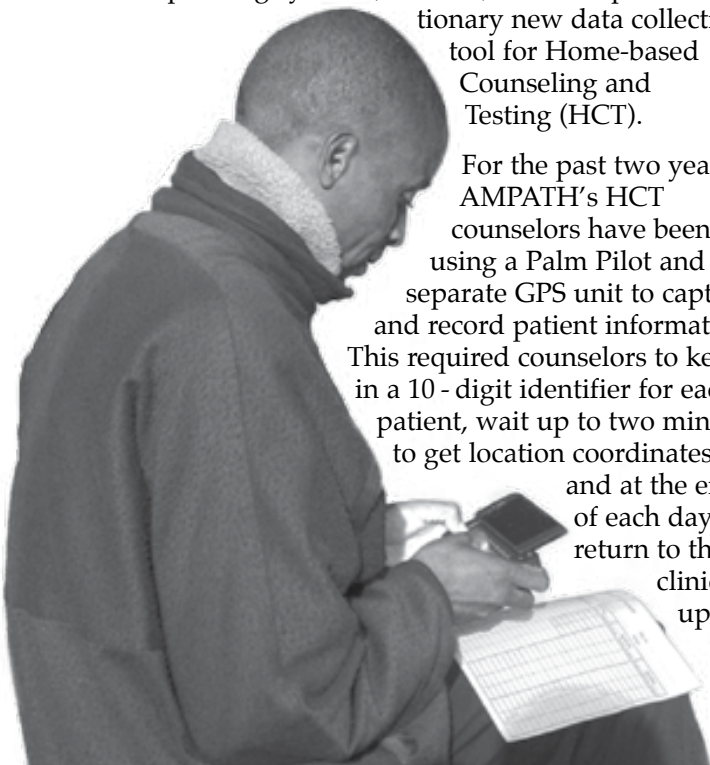 tionary new data collecti
tool for Home-based
Counseling and
Testing (HCT).
For the past two yea
AMPATH's HCT
counselors have been
using a Palm Pilot and
separate GPS unit to capt
and record patient informat
This required counselors to ke
in a 10 - digit identifier for eac
patient, wait up to two min
to get location coordinates
and at the e
of each day
return to th
clini
up